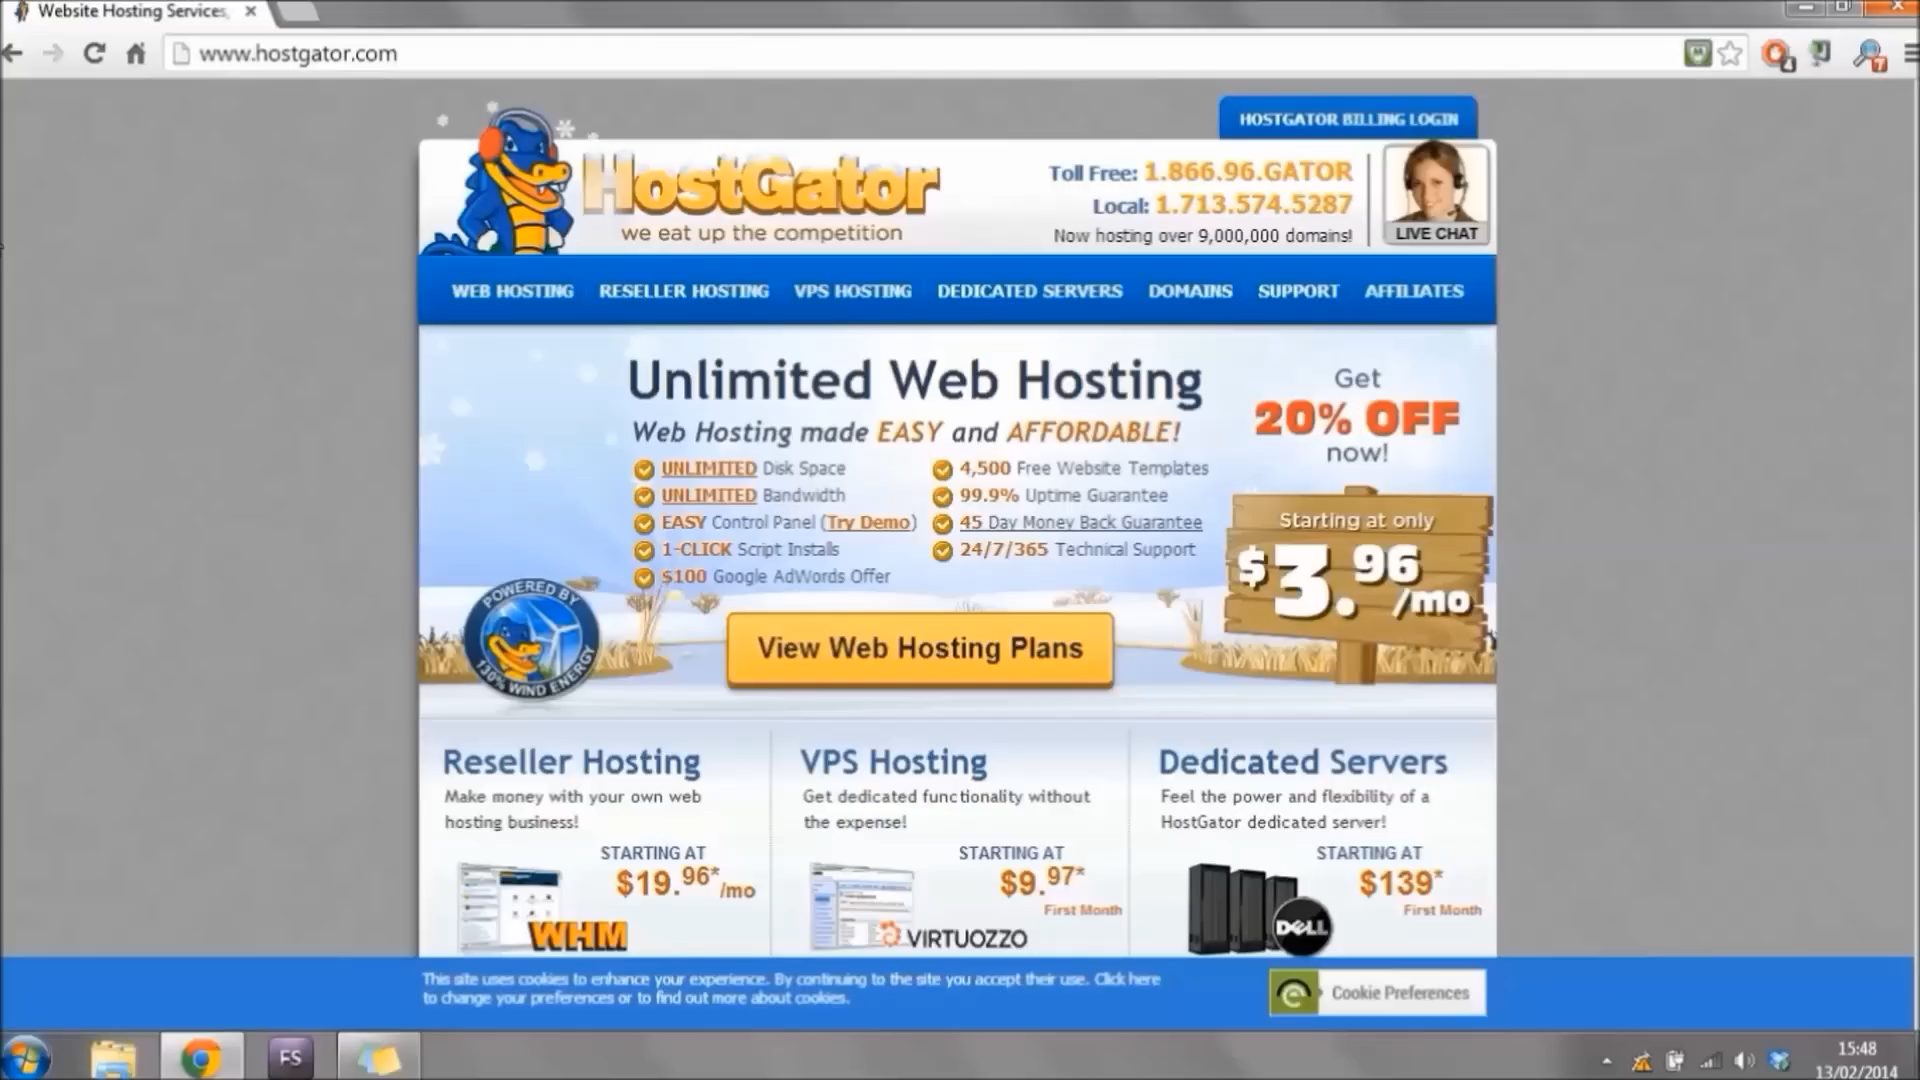 Website Hosting Services,
www.hostgator.com
HOSTGATOR BILLING LOGIN
HostGator
we eat up the competition
Toll Free: 1.866.96.GATOR
Local: 1.713.574.5287
Now hosting over 9,000,000 domains!
LIVE CHAT
WEB HOSTING RESELLER HOSTING VPS HOSTING DEDICATED SERVERS DOMAINS SUPPORT AFFILIATES
Unlimited Web Hosting
Web Hosting made EASY and AFFORDABLE!
UNLIMITED Disk Space
UNLIMITED Bandwidth
EASY Control Panel (Try Demo)
1-CLICK Script Installs
$100 Google AdWords Offer
4,500 Free Website Templates
99.9% Uptime Guarantee
45 Day Money Back Guarantee
24/7/365 Technical Support
Get
20% OFF
now!
Starting at only
$3.96/mo
POWERED BY
130% WIND ENERGY
View Web Hosting Plans
Reseller Hosting
Make money with your own web
hosting business!
STARTING AT
$19.96*/mo
WHM
VPS Hosting
Get dedicated functionality without
the expense!
STARTING AT
$9.97*
First Month
VIRTUOZZO
Dedicated Servers
Feel the power and flexibility of a
HostGator dedicated server!
STARTING AT
$139*
First Month
DELL
This site uses cookies to enhance your experience. By continuing to the site you accept their use. Click here
to change your preferences or to find out more about cookies.
Cookie Preferences
FS
15:48
13/02/2014